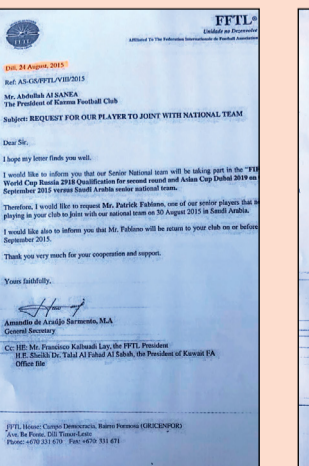 FFTL®
Unidade no Desenvolve
Affiliated To The Federation Internationale de Football Association
Dili, 24 August, 2015
Ref: AS-GS/FFTL/VIII/2015
Mr. Abdullah Al SANEA
The President of Kazma Football Club
Subject: REQUEST FOR OUR PLAYER TO JOINT WITH NATIONAL TEAM
Dear Sir,
I hope my letter finds you well.
I would like to inform you that our Senior National team will be taking part in the "FIF
World Cup Russia 2918 Qualification for second round and Asian Cup Dubai 2019 on
September 2015 versus Saudi Arabia senior national team.
Therefore, I would like to request Mr. Patrick Fabiano, one of our senior players that
playing in your club to Joint with our national team on 30 August 2015 in Saudi Arabia.
I would like also to inform you that Mr. Fabiano will be return to your club on or before
September 2015.
Thank you very much for your cooperation and support.
Yours faithfully,
Amandio de Araújo Sarmento, M.A
General Secretary
Cc: HE: Mr. Francisco Kalbuadi Lay, the FFTL President
H.E. Sheikh Dr. Talal Al Fahad Al Sabah, the President of Kuwait FA
Office file
FFTL House: Campo Democracia, Bairro Formosa (GRICENFOR)
Ave. Be Fonte, Dili Timor-Leste
Phone: +670 331 670 Fax: +670: 331 671